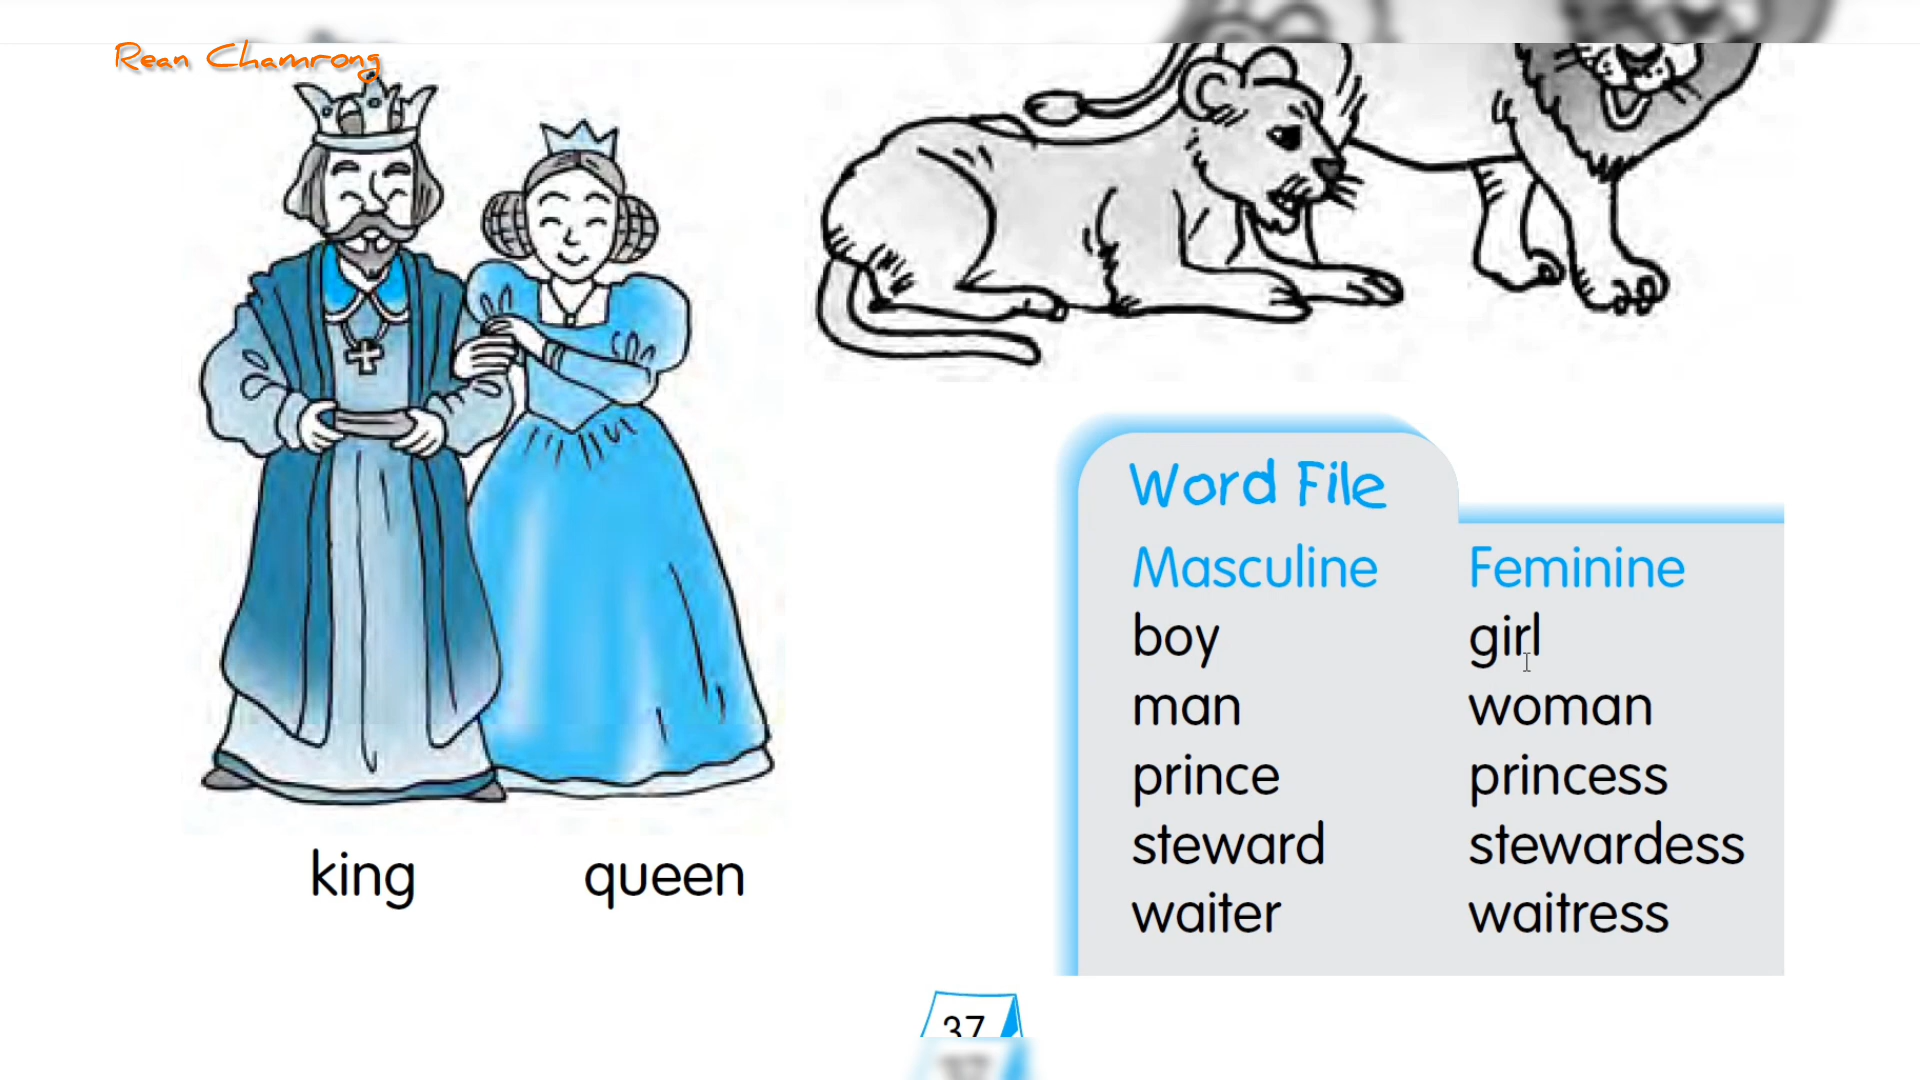 Rean Chamrong
king queen
Word File
Masculine Feminine
boy girl
man woman
prince princess
steward stewardess
waiter waitress
37